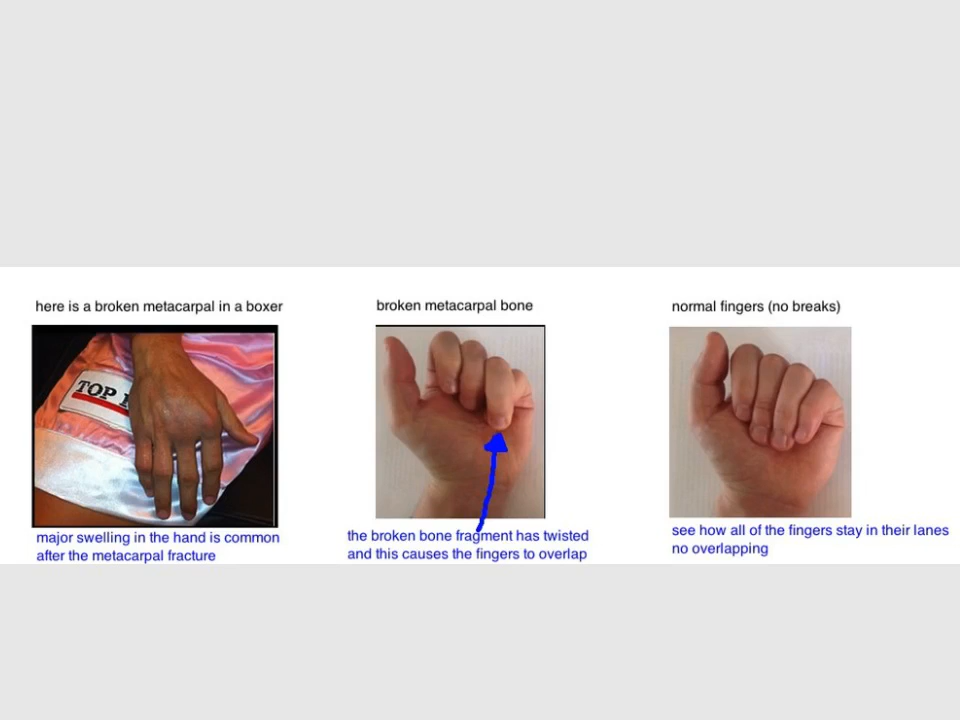 here is a broken metacarpal in a boxer
broken metacarpal bone
normal fingers (no breaks)
TOP
major swelling in the hand is common
after the metacarpal fracture
the broken bone fragment has twisted
and this causes the fingers to overlap
see how all of the fingers stay in their lanes
no overlapping